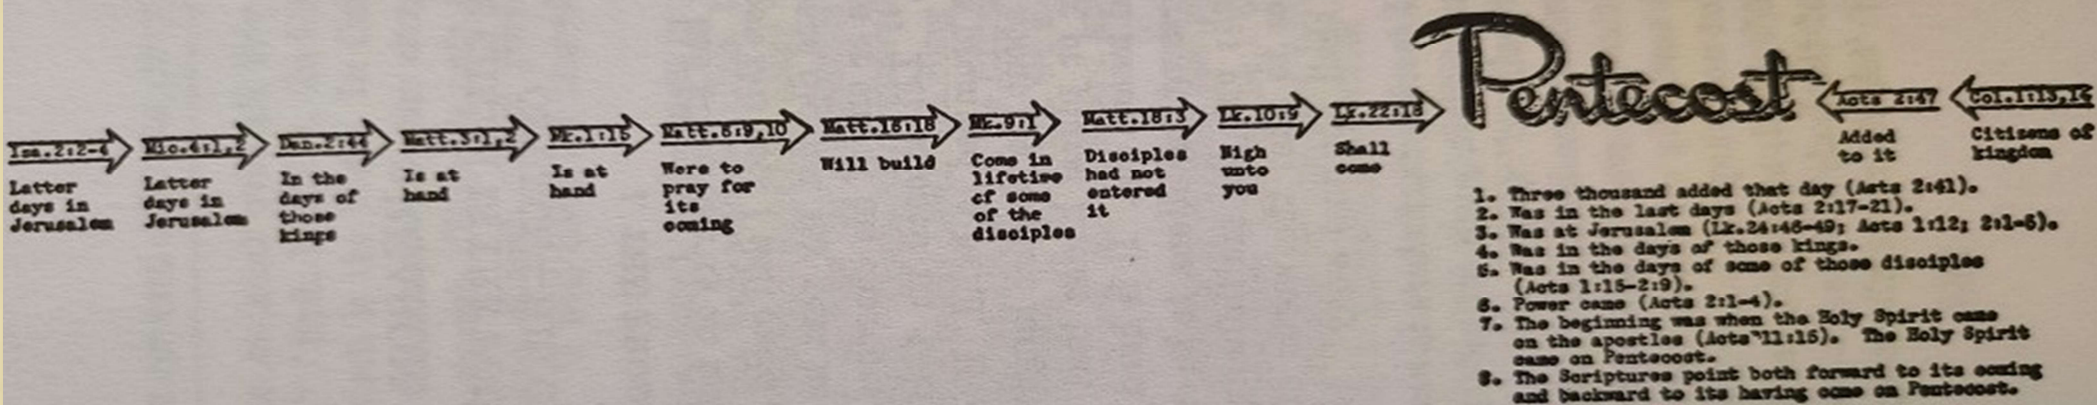 Isa.2:2-4
Latter
days in
Jerusalem
Mic.4:1,2
Latter
days in
Jerusalem
Dan.2:44
In the
days of
those
kings
Matt.3:1,2
Is at
hand
Mk.1:15
Is at
hand
Matt.6:9,10
Were to
pray for
its
coming
Matt.16:18
Will build
Mk.9:1
Come in
lifetime
of some
of the
disciples
Matt.18:3
Disciples
had not
entered
it
Lk.10:9
Nigh
unto
you
Lk.22:18
Shall
come
Pentecost
Acts 2:47
Added
to it
Col.1:13,14
Citizens of
kingdom
1. Three thousand added that day (Acts 2:41).
2. Was in the last days (Acts 2:17-21).
3. Was at Jerusalem (Lk.24:46-49; Acts 1:12; 2:1-5).
4. Was in the days of those kings.
5. Was in the days of some of those disciples
(Acts 1:15-2:9).
6. Power came (Acts 2:1-4).
7. The beginning was when the Holy Spirit came
on the apostles (Acts 11:15). The Holy Spirit
came on Pentecost.
8. The Scriptures point both forward to its coming
and backward to its having come on Pentecost.